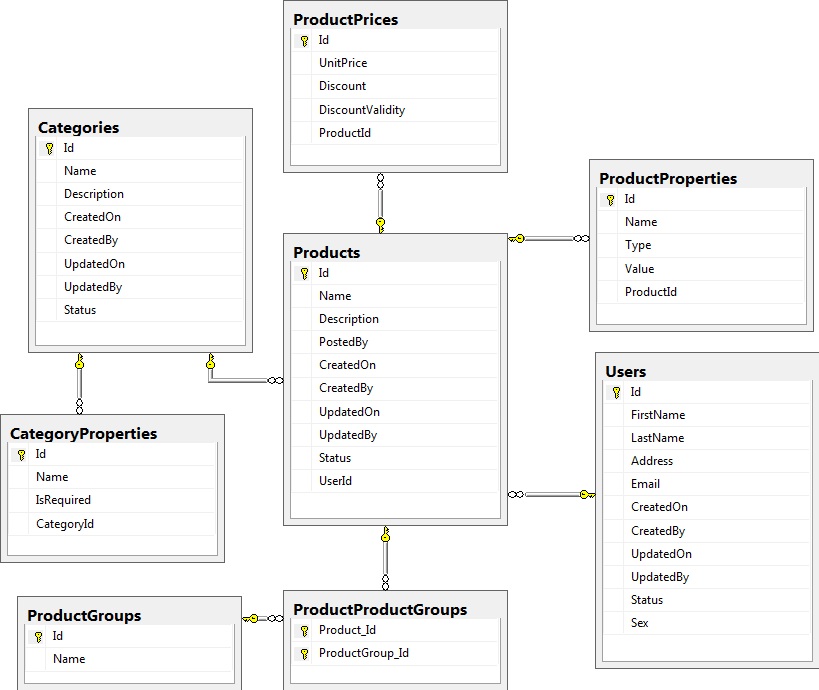 ProductPrices
Id
UnitPrice
Discount
DiscountValidity
ProductId
Categories
Id
Name
Description
CreatedOn
CreatedBy
UpdatedOn
UpdatedBy
Status
ProductProperties
Id
Name
Type
Value
ProductId
Products
Id
Name
Description
PostedBy
CreatedOn
CreatedBy
UpdatedOn
UpdatedBy
Status
UserId
Users
Id
FirstName
LastName
Address
Email
CreatedOn
CreatedBy
UpdatedOn
UpdatedBy
Status
Sex
CategoryProperties
Id
Name
IsRequired
CategoryId
ProductGroups
Id
Name
ProductProductGroups
Product_Id
ProductGroup_Id